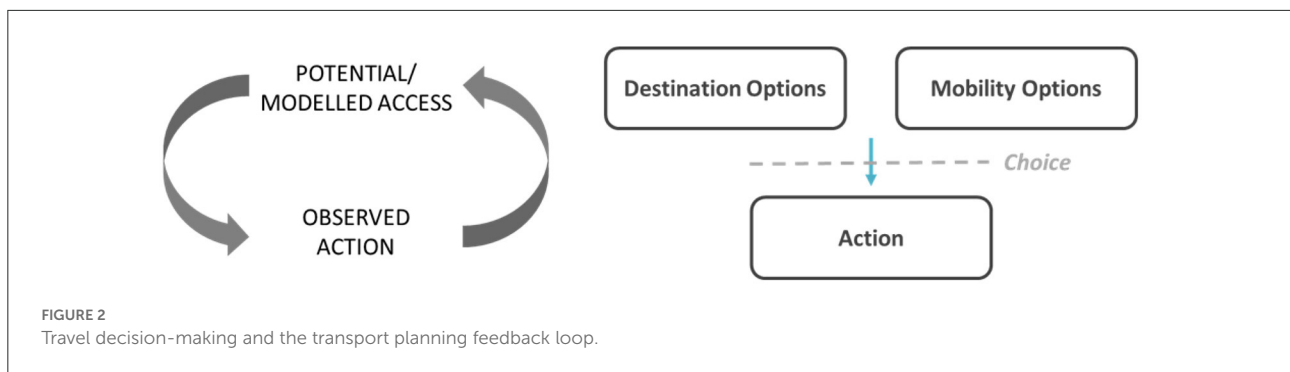 POTENTIAL/
MODELLED ACCESS
OBSERVED
ACTION
Destination Options
Mobility Options
Choice
Action
FIGURE 2
Travel decision-making and the transport planning feedback loop.